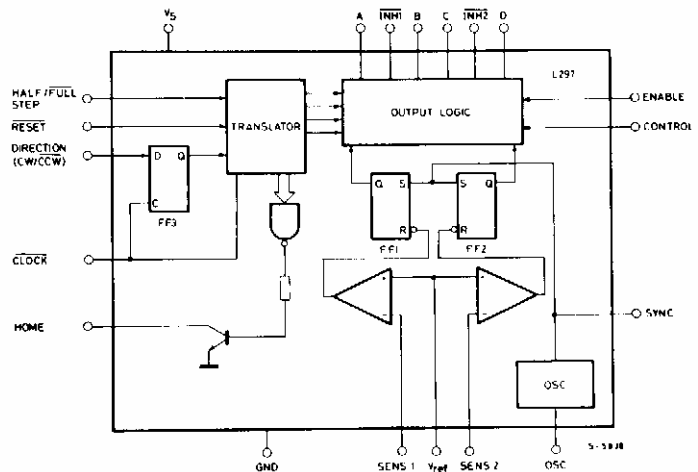 VS
A INH1 B C INH2 D
L297
HALF/FULL
STEP
RESET
DIRECTION
(CW/CCW)
CLOCK
HOME
TRANSLATOR
OUTPUT LOGIC
ENABLE
CONTROL
D Q
C
FF3
Q S
R
FF1
S Q
R
FF2
SYNC
OSC
GND
SENS 1
Vref
SENS 2
OSC